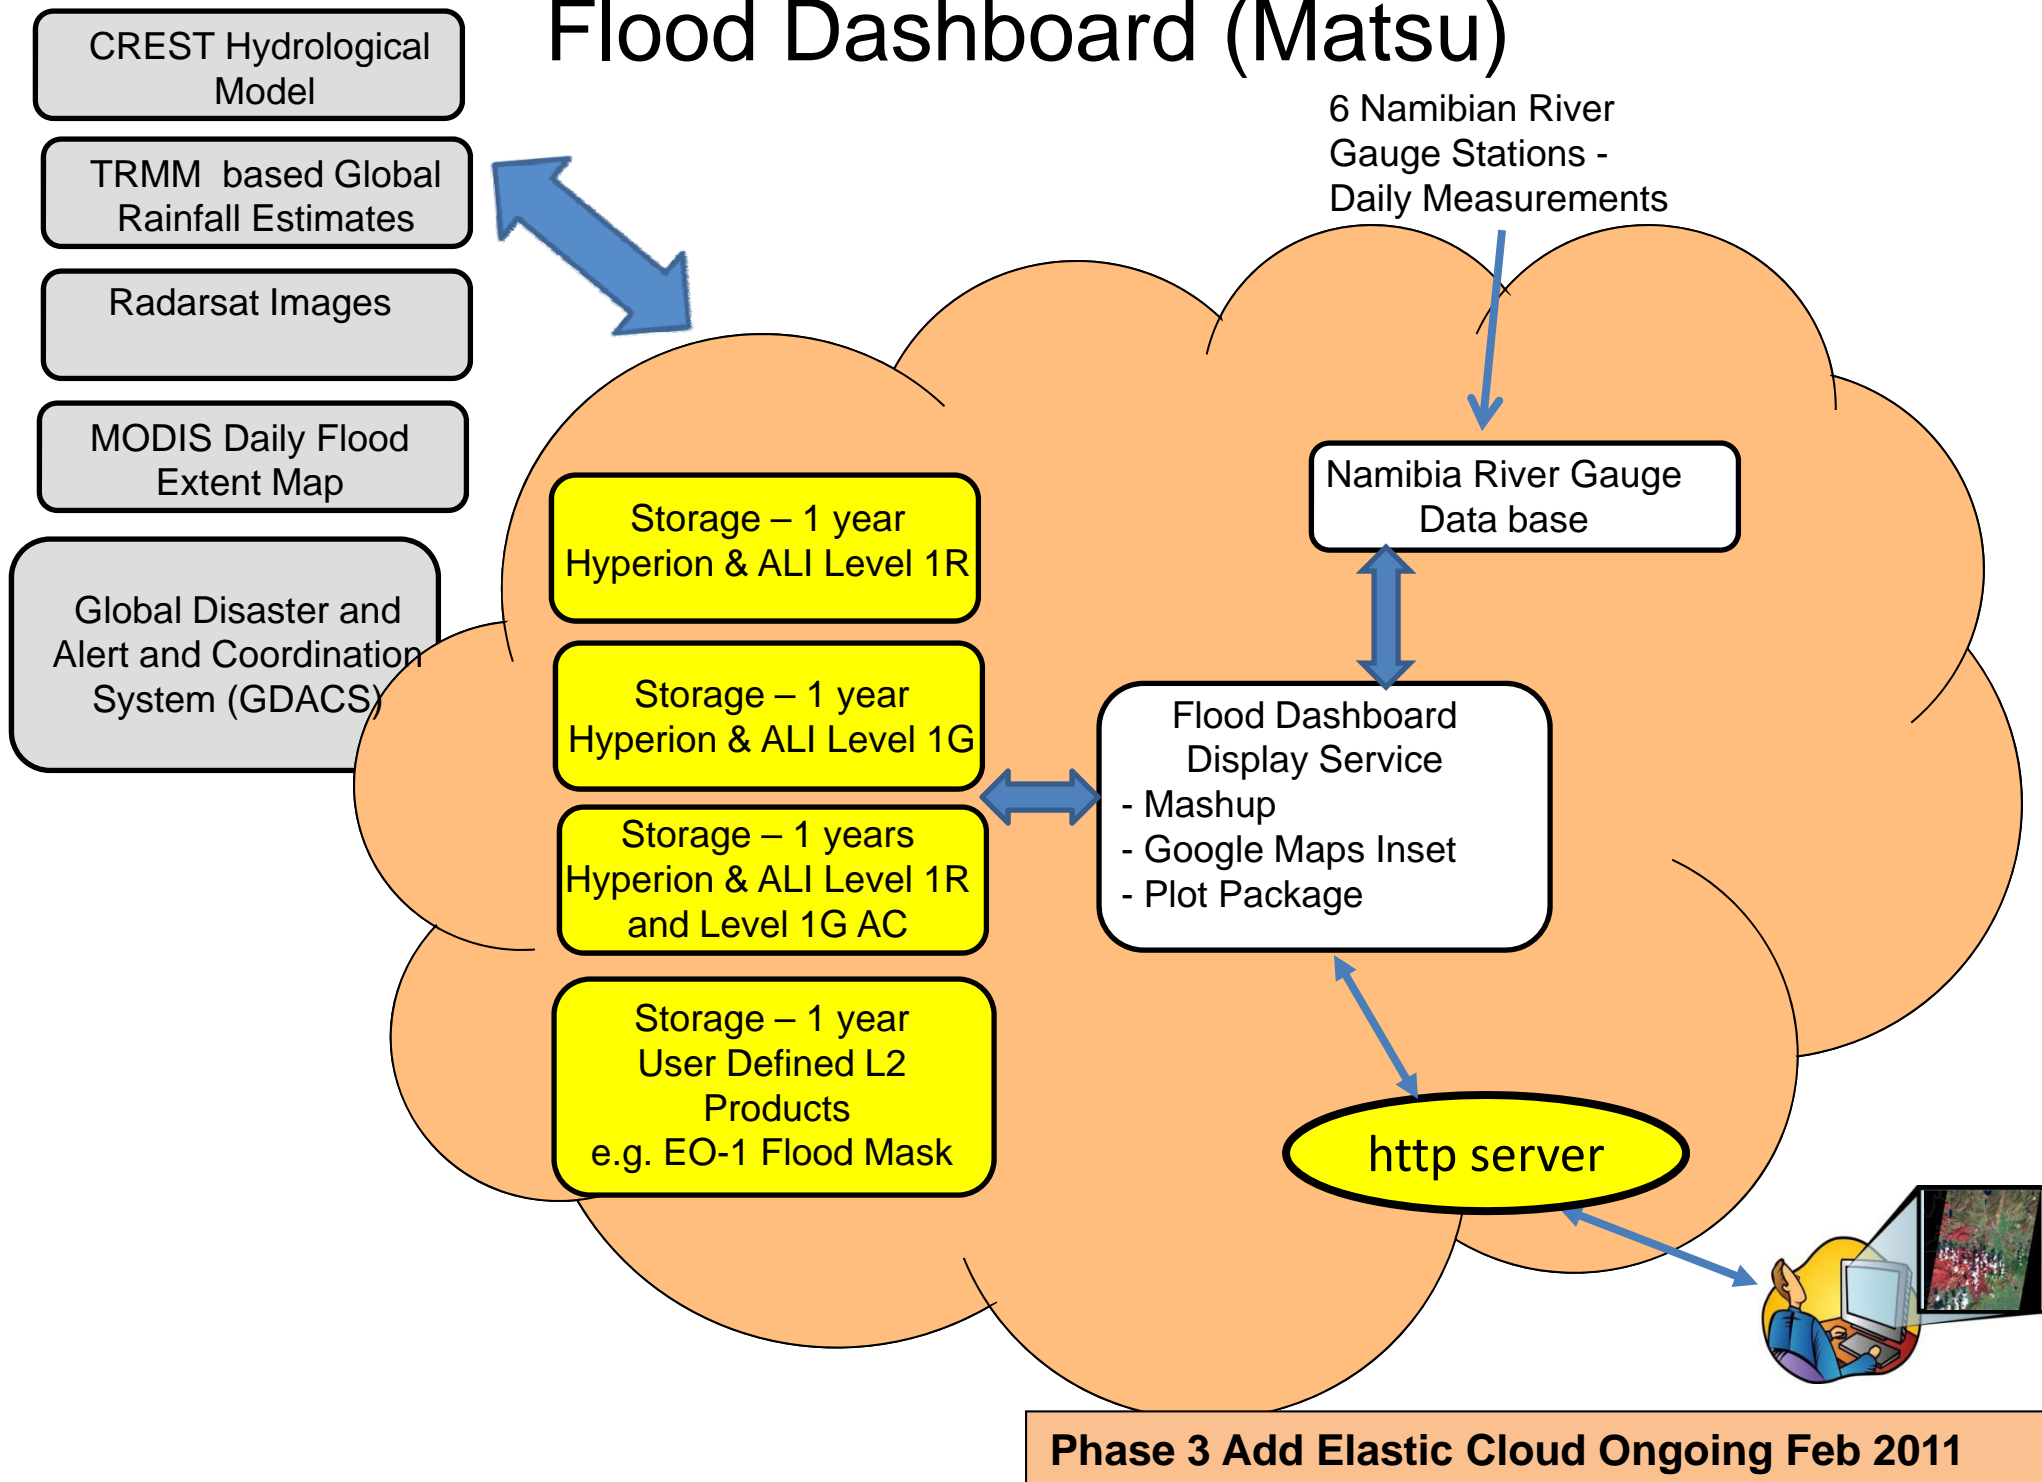 Flood Dashboard (Matsu)
CREST Hydrological
Model
TRMM based Global
Rainfall Estimates
Radarsat Images
MODIS Daily Flood
Extent Map
Global Disaster and
Alert and Coordination
System (GDACS)
6 Namibian River
Gauge Stations -
Daily Measurements
Storage – 1 year
Hyperion & ALI Level 1R
Storage – 1 year
Hyperion & ALI Level 1G
Storage – 1 years
Hyperion & ALI Level 1R
and Level 1G AC
Storage – 1 year
User Defined L2
Products
e.g. EO-1 Flood Mask
Namibia River Gauge
Data base
Flood Dashboard
Display Service
- Mashup
- Google Maps Inset
- Plot Package
http server
Phase 3 Add Elastic Cloud Ongoing Feb 2011